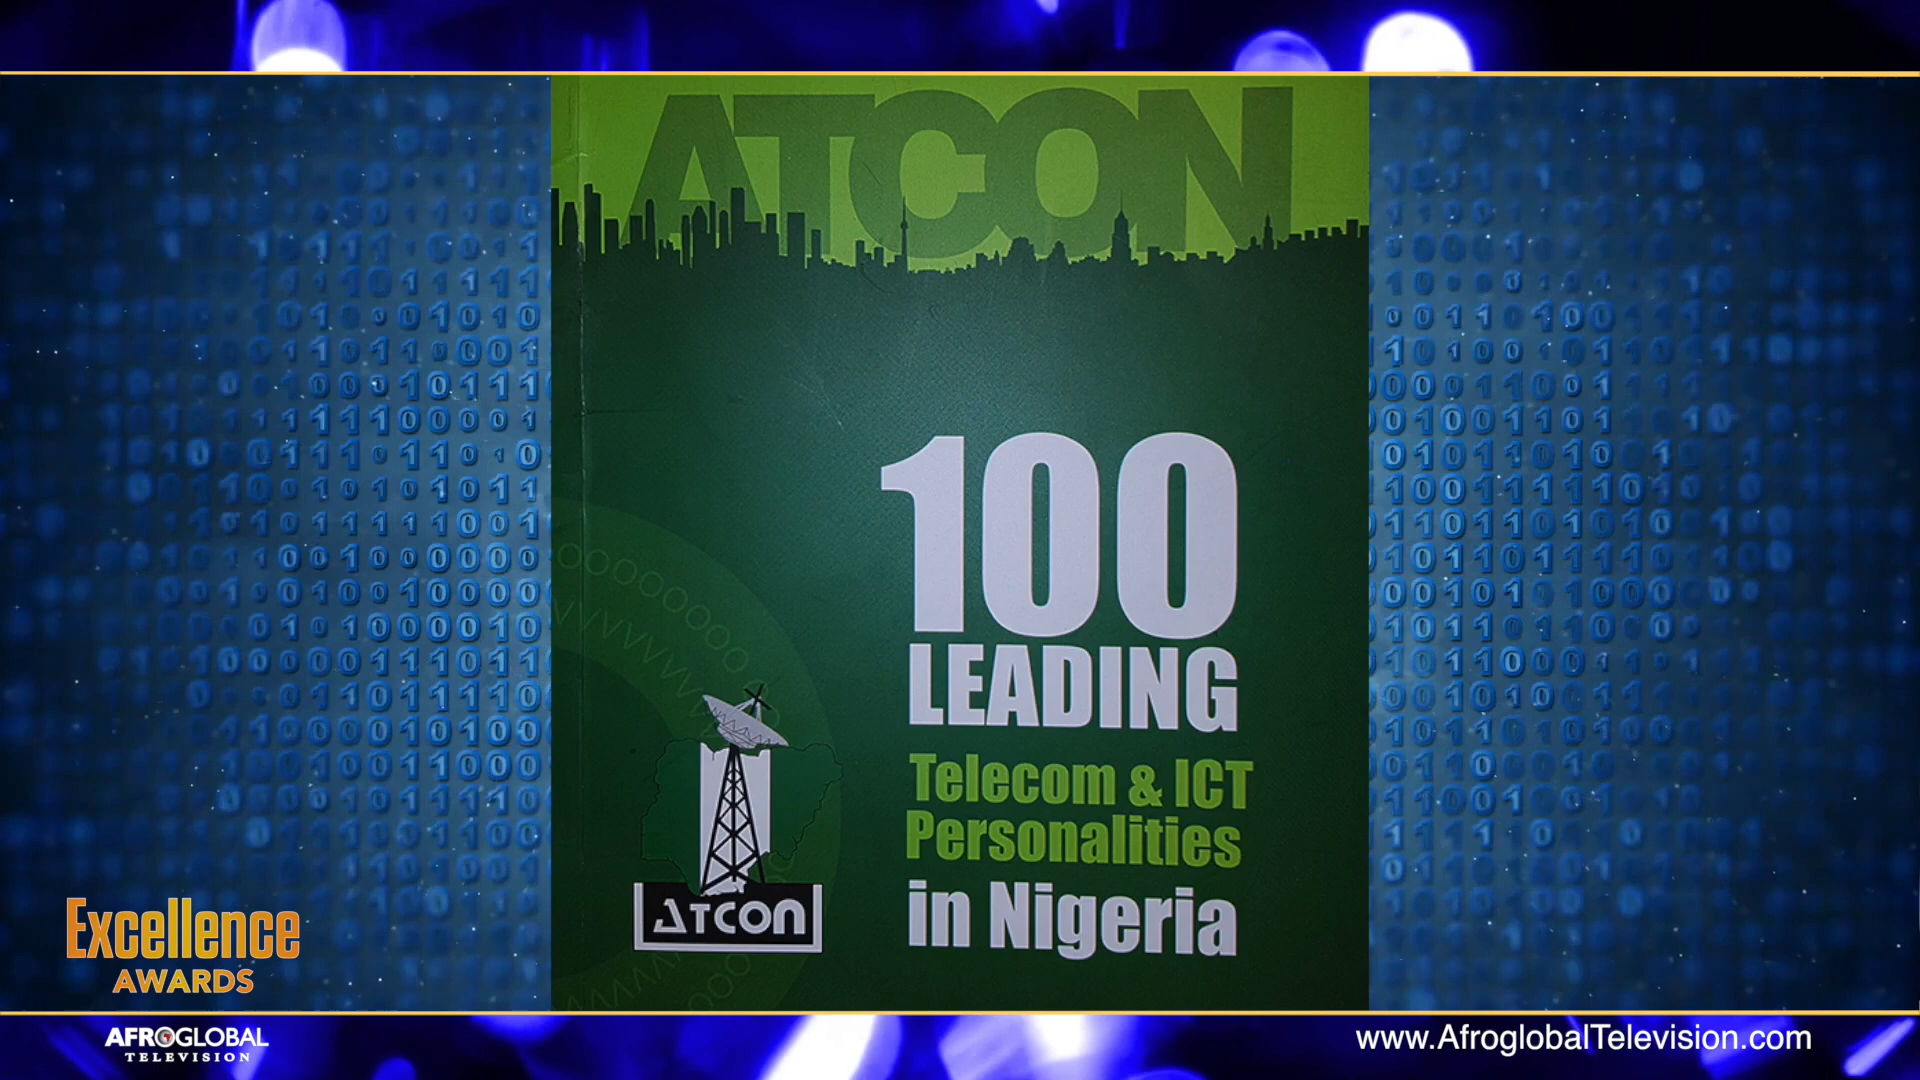 ATCON
100
LEADING
Telecom & ICT
Personalities
in Nigeria
ATCON
Excellence
AWARDS
AFROGLOBAL
TELEVISION
www.AfroglobalTelevision.com